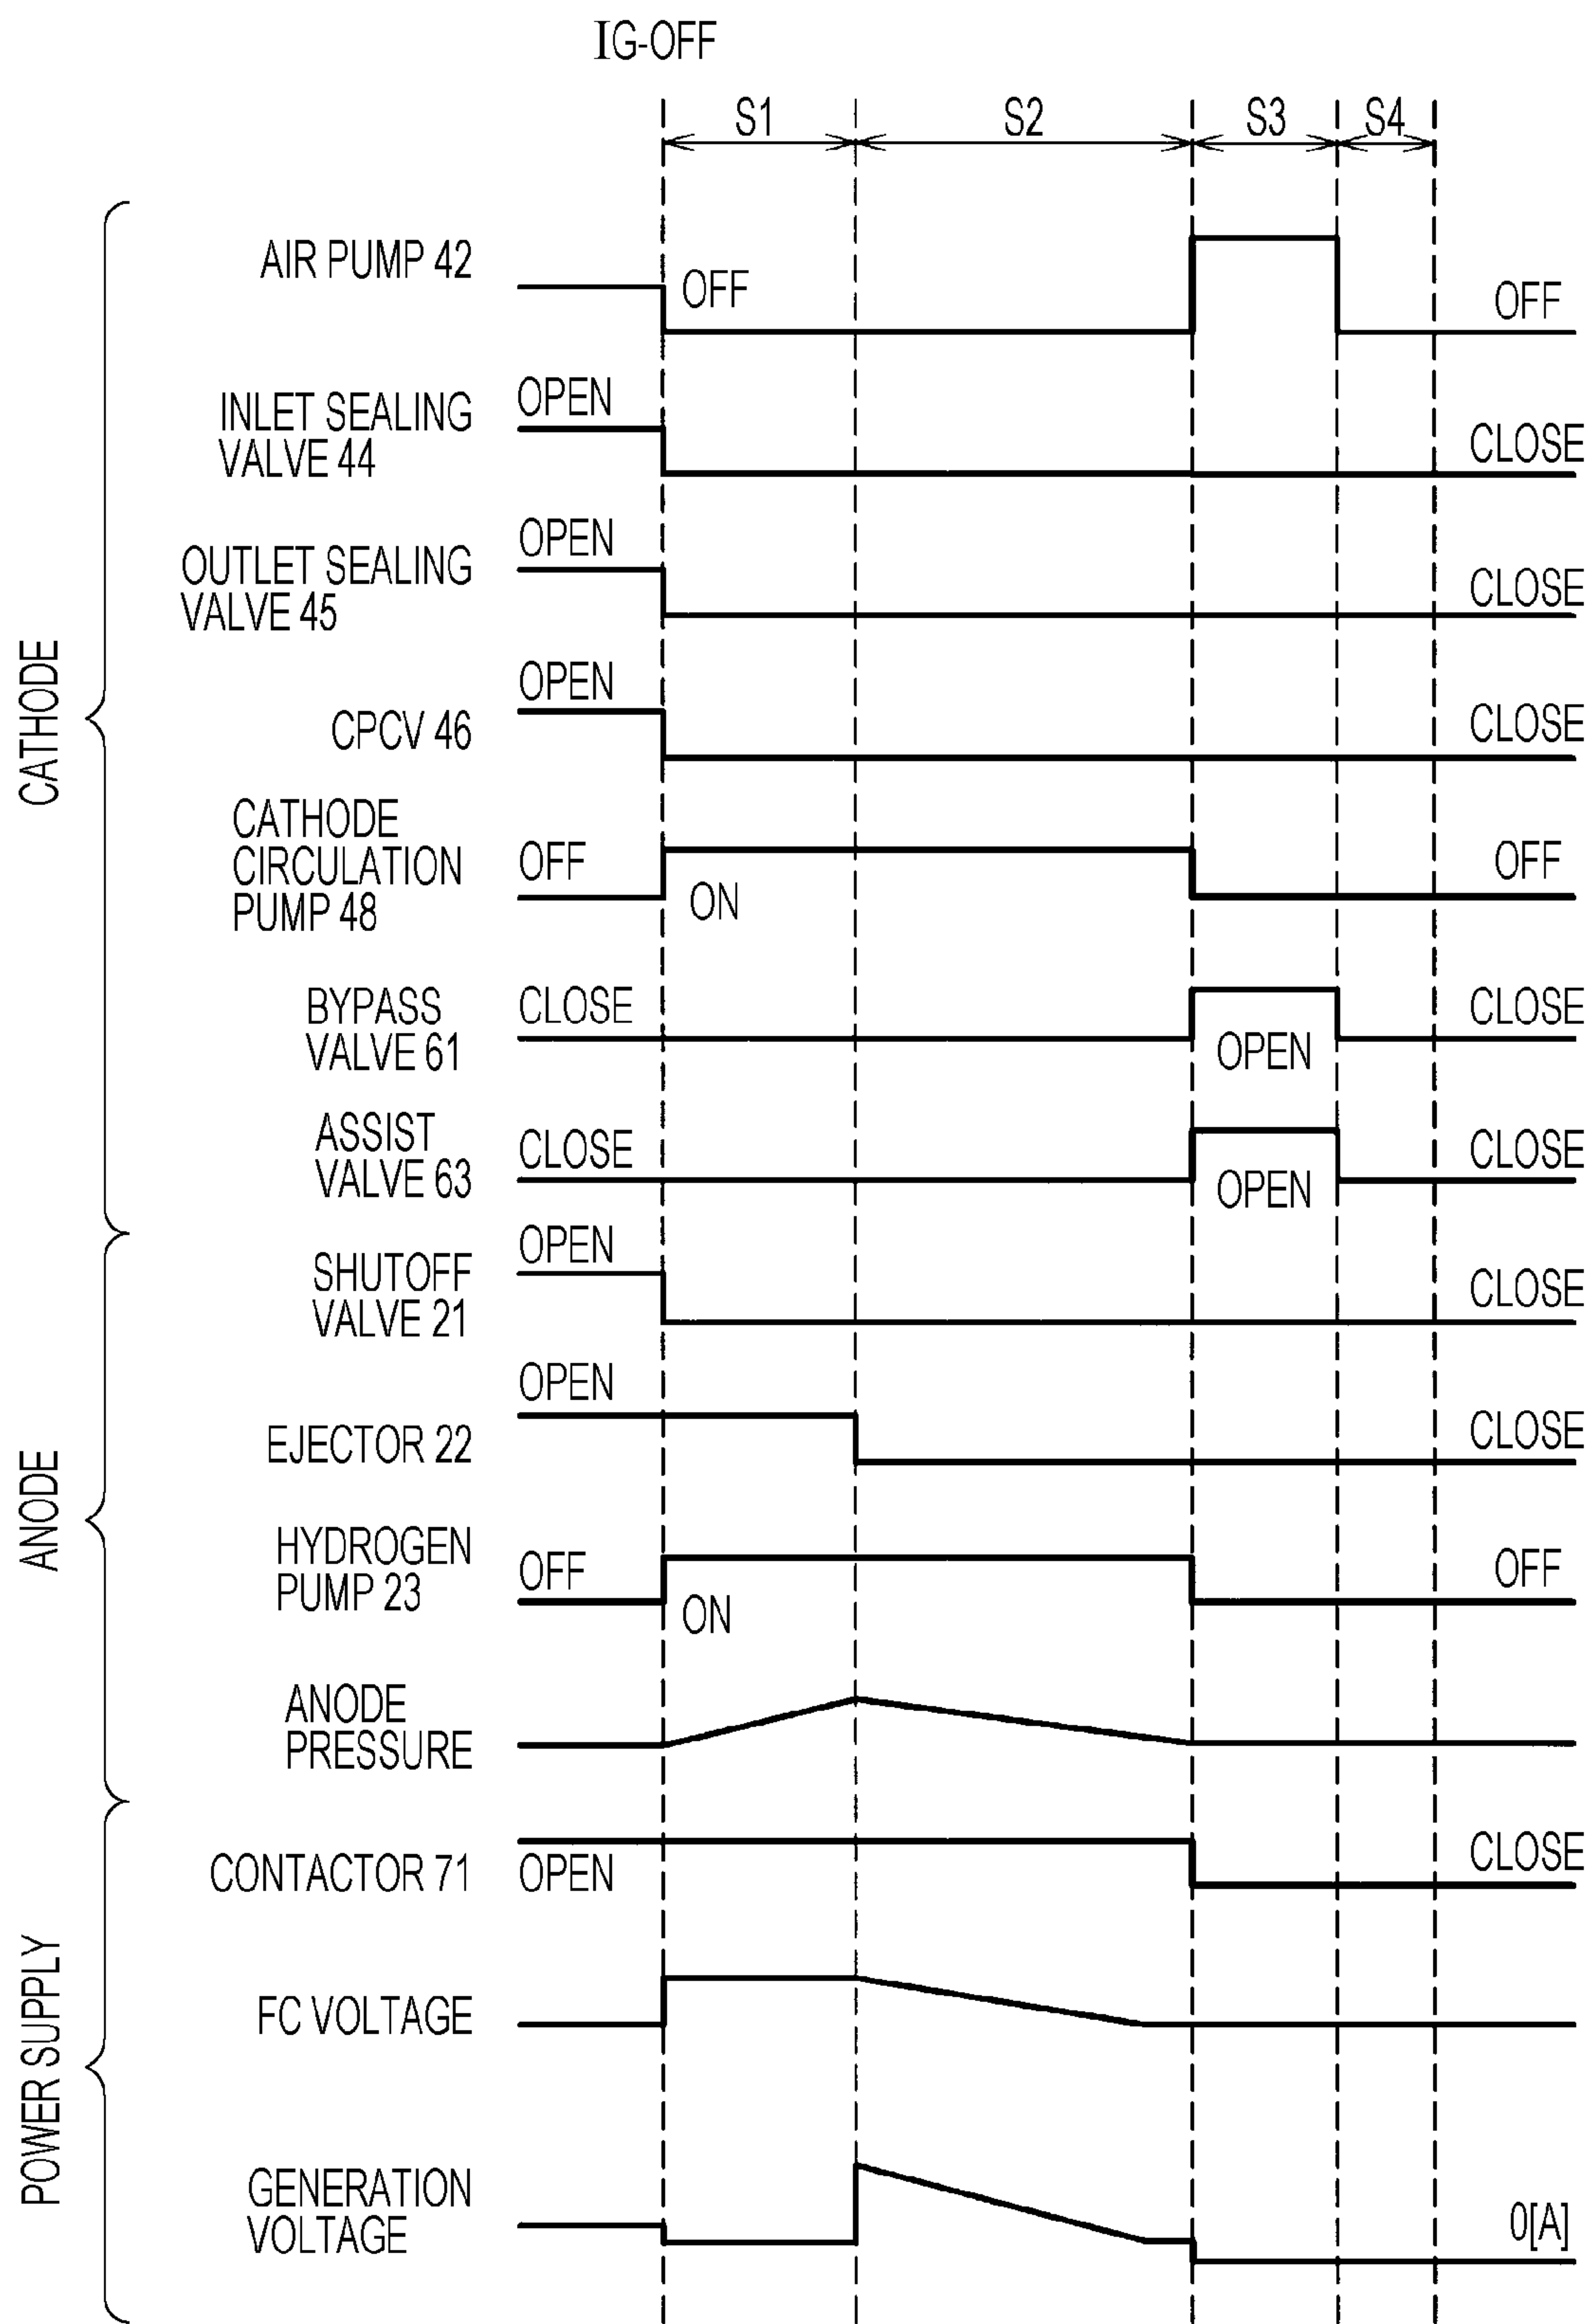 IG-OFF
S1
S2
S3
S4
CATHODE
AIR PUMP 42
OFF
OFF
INLET SEALING
VALVE 44
OPEN
CLOSE
OUTLET SEALING
VALVE 45
OPEN
CLOSE
CPCV 46
OPEN
CLOSE
CATHODE
CIRCULATION
PUMP 48
OFF
ON
OFF
BYPASS
VALVE 61
CLOSE
OPEN
CLOSE
ASSIST
VALVE 63
CLOSE
OPEN
CLOSE
ANODE
SHUTOFF
VALVE 21
OPEN
CLOSE
EJECTOR 22
OPEN
CLOSE
HYDROGEN
PUMP 23
OFF
ON
OFF
ANODE
PRESSURE
POWER SUPPLY
CONTACTOR 71
OPEN
CLOSE
FC VOLTAGE
GENERATION
VOLTAGE
0[A]